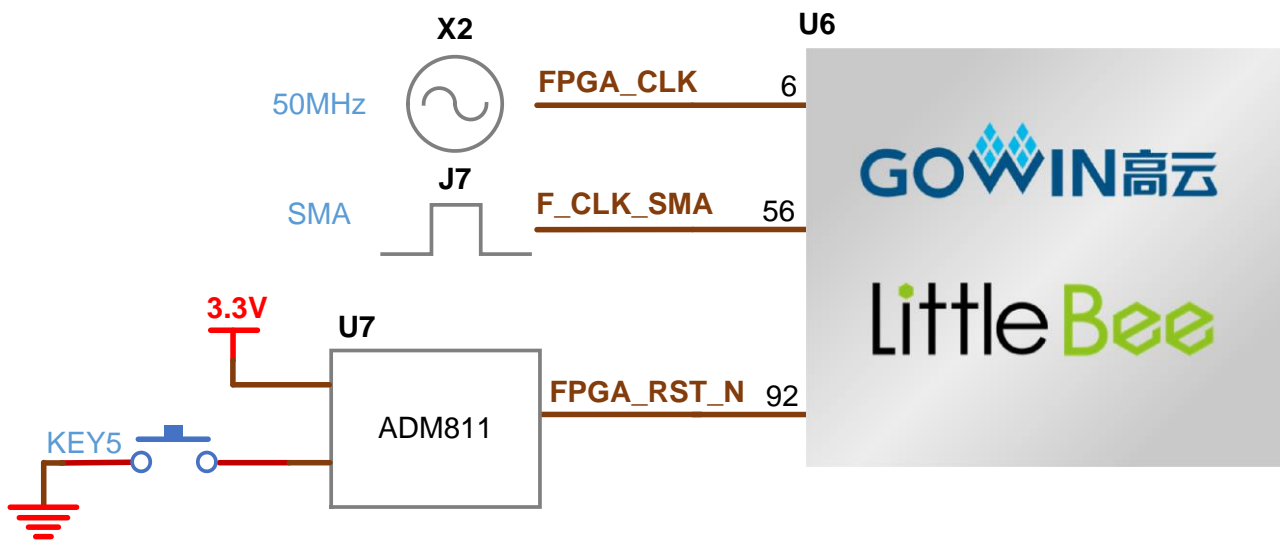 X2
U6
50MHz
FPGA_CLK
6
GOWIN高云
J7
SMA
F_CLK_SMA
56
LittleBee
3.3V
U7
FPGA_RST_N
92
ADM811
KEY5